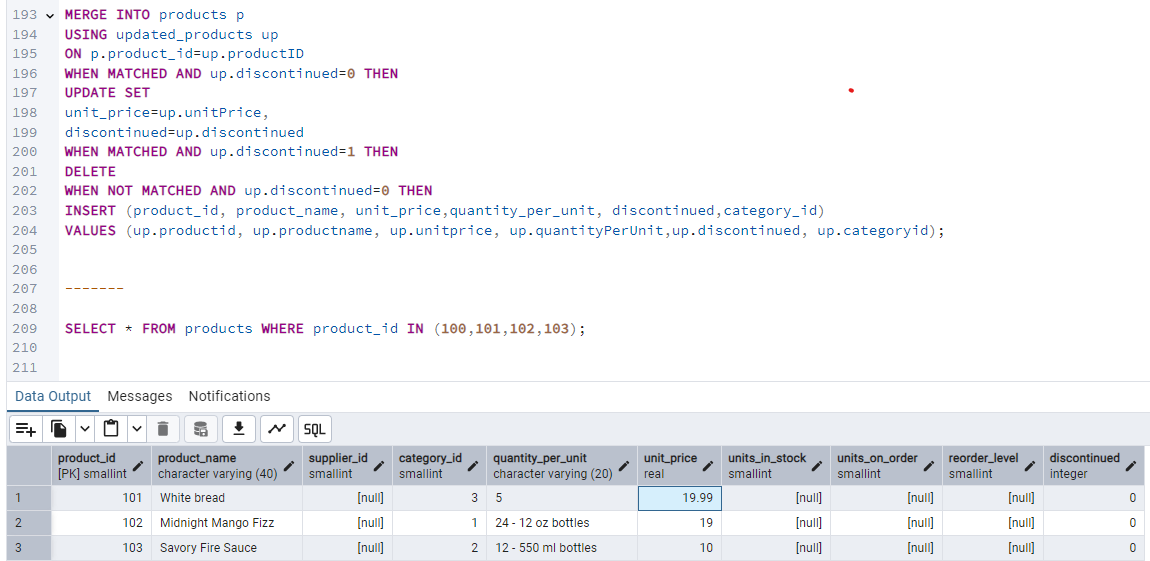 193 MERGE INTO products p
194 USING updated_products up
195 ON p.product_id=up.productID
196 WHEN MATCHED AND up.discontinued=0 THEN
197 UPDATE SET
198 unit_price=up.unitPrice,
199 discontinued=up.discontinued
200 WHEN MATCHED AND up.discontinued=1 THEN
201 DELETE
202 WHEN NOT MATCHED AND up.discontinued=0 THEN
203 INSERT (product_id, product_name, unit_price,quantity_per_unit, discontinued,category_id)
204 VALUES (up.productid, up.productname, up.unitprice, up.quantityPerUnit,up.discontinued, up.categoryid);
205
206
207 -------
208
209 SELECT * FROM products WHERE product_id IN (100,101,102,103);
210
211
Data Output Messages Notifications
SQL
product_id product_name supplier_id category_id quantity_per_unit unit_price units_in_stock units_on_order reorder_level discontinued
[PK] smallint character varying (40) smallint smallint character varying (20) real smallint smallint smallint integer
1 101 White bread [null] 3 5 19.99 [null] [null] [null] 0
2 102 Midnight Mango Fizz [null] 1 24 - 12 oz bottles 19 [null] [null] [null] 0
3 103 Savory Fire Sauce [null] 2 12 - 550 ml bottles 10 [null] [null] [null] 0